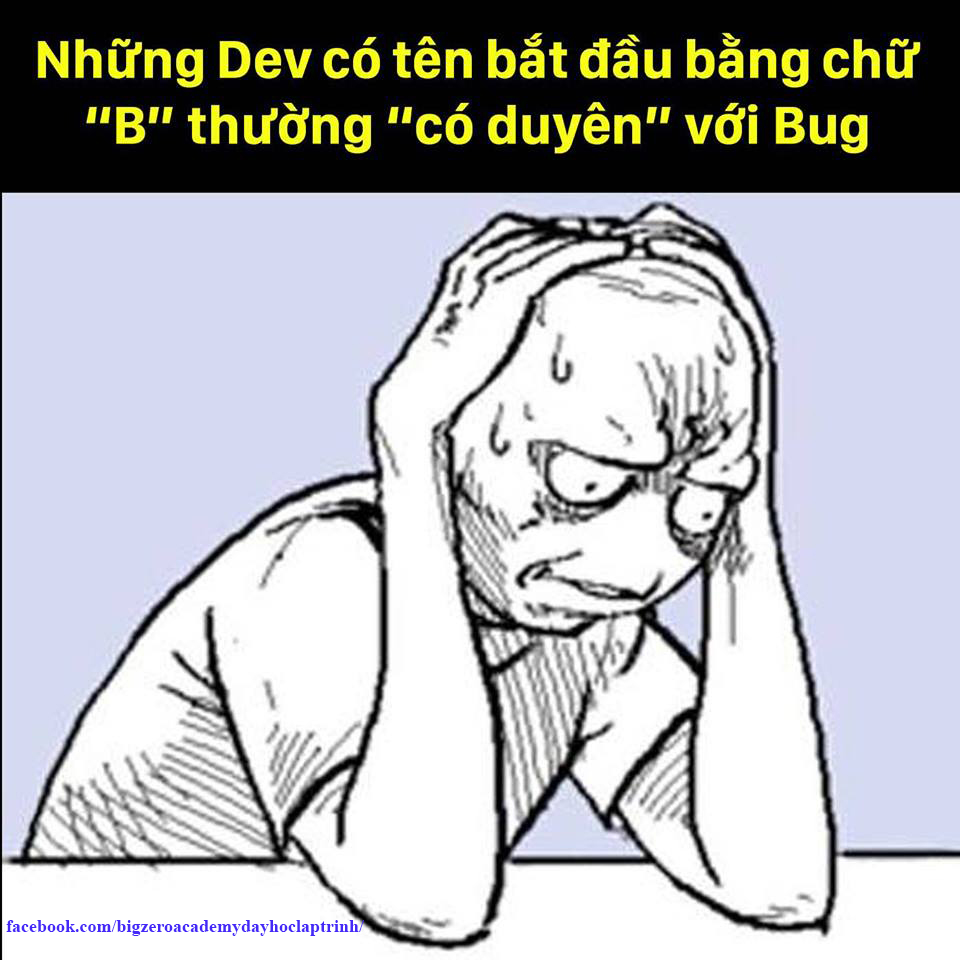 Những Dev có tên bắt đầu bằng chữ
“B” thường “có duyên” với Bug
facebook.com/bigzeroacademydayhoclaptrinh/